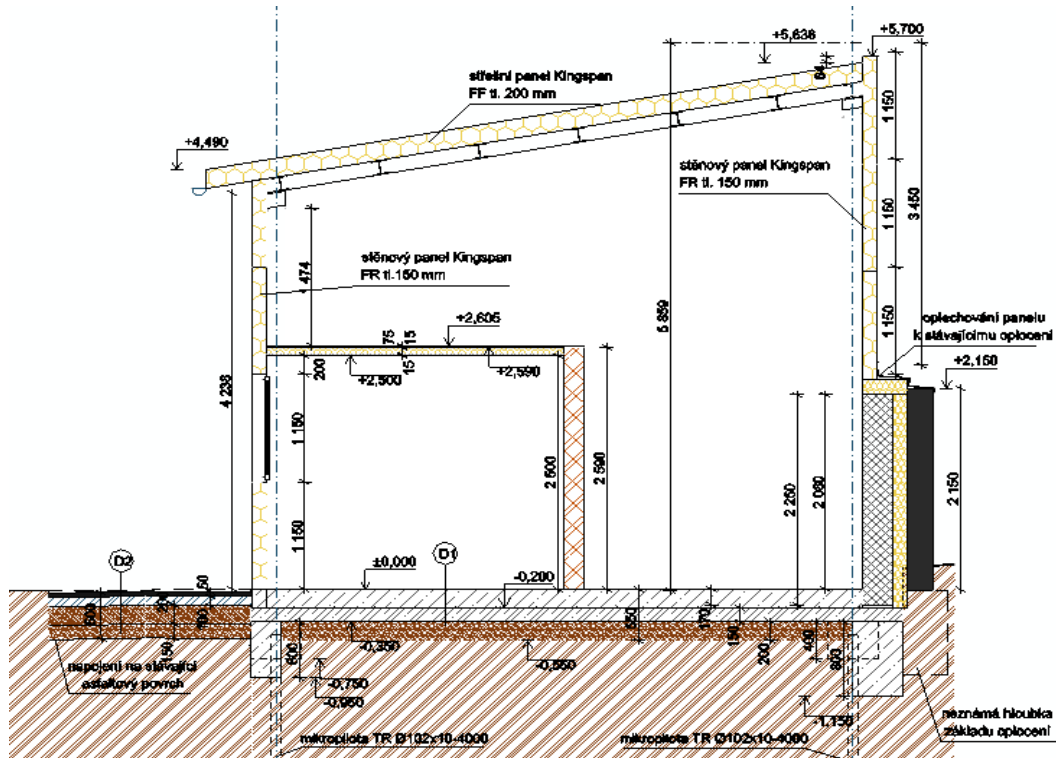 +5,638
+5,700
střešní panel Kingspan
FF tl. 200 mm
64
1 150
+4,490
stěnový panel Kingspan
FR tl. 150 mm
1 150
3 450
stěnový panel Kingspan
FR tl.150 mm
474
5 859
1 150
oplechování panelu
k stávajícímu oplocení
+2,605
75
15
+2,150
200
+2,500
15
+2,590
4 238
1 150
2 500
2 590
2 250
2 080
2 150
1 150
D2
±0,000
D1
-0,200
50
20
600
100
550
170
150
-0,350
400
150
600
-0,550
200
800
napojení na stávající
asfaltový povrch
-0,750
-0,950
-1,150
neznámá hloubka
základu oplocení
mikropilota TR Ø102x10-4000
mikropilota TR Ø102x10-4000